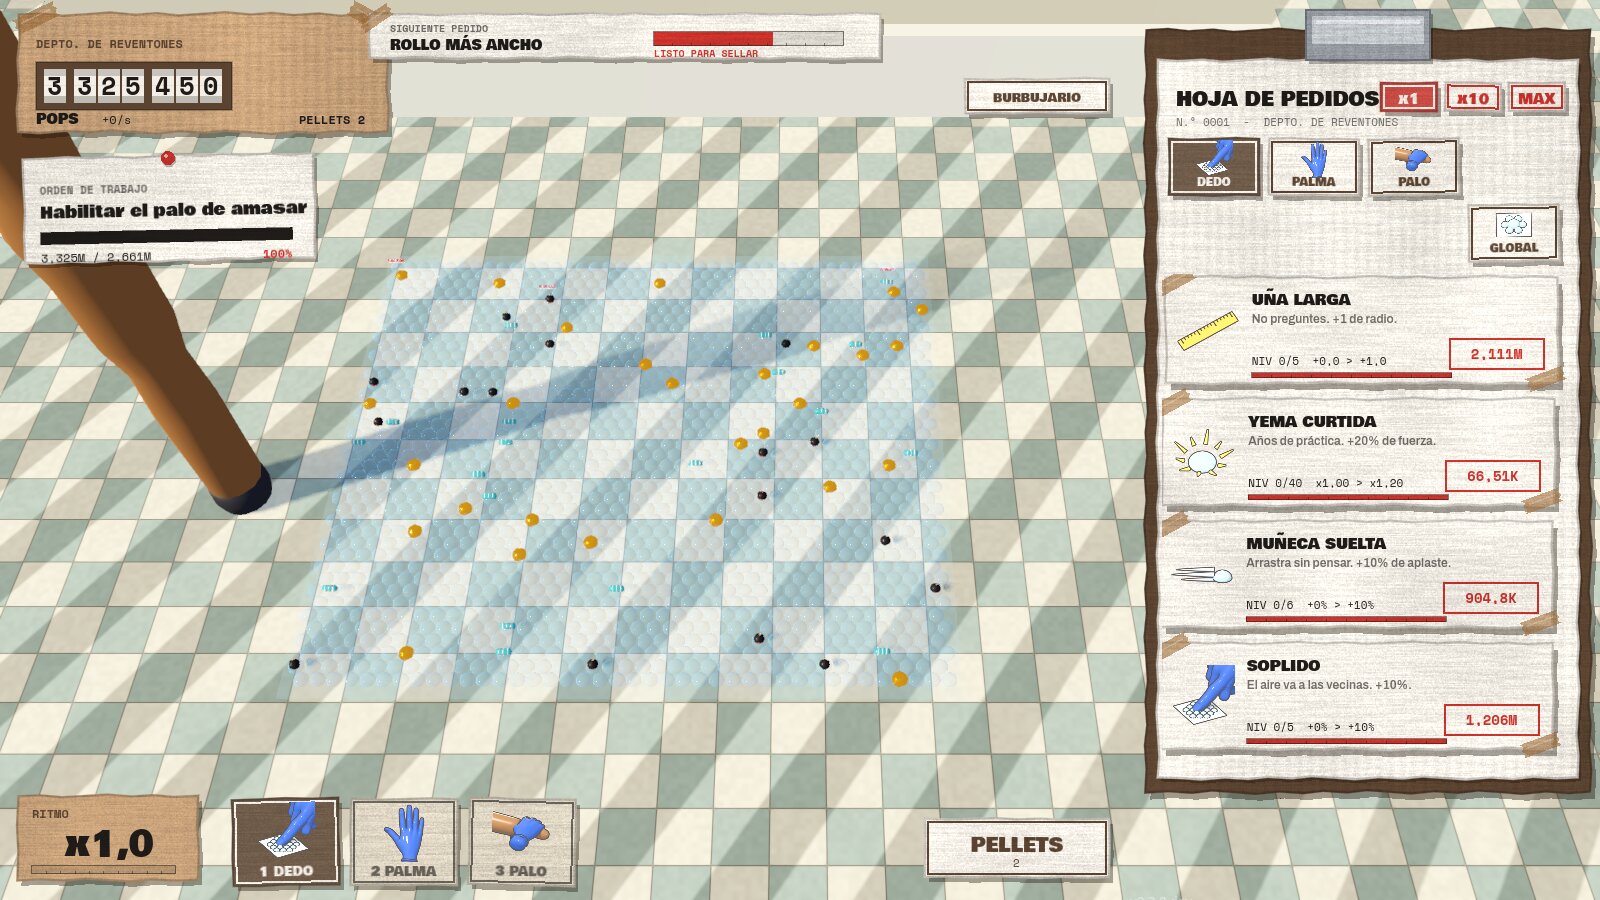 DEPTO. DE REVENTONES
3 325 450
POPS +0/s PELLETS 2
SIGUIENTE PEDIDO
ROLLO MÁS ANCHO
LISTO PARA SELLAR
ORDEN DE TRABAJO
Habilitar el palo de amasar
3,325M / 2,661M 100%
BURBUJARIO
HOJA DE PEDIDOS x1 x10 MAX
N.° 0001 - DEPTO. DE REVENTONES
DEDO PALMA PALO
GLOBAL
UÑA LARGA
No preguntes. +1 de radio.
NIV 0/5 +0,0 > +1,0 2,111M
YEMA CURTIDA
Años de práctica. +20% de fuerza.
NIV 0/40 x1,00 > x1,20 66,51K
MUÑECA SUELTA
Arrastra sin pensar. +10% de aplaste.
NIV 0/6 +0% > +10% 904,8K
SOPLIDO
El aire va a las vecinas. +10%.
NIV 0/5 +0% > +10% 1,206M
RITMO
x1,0
1 DEDO 2 PALMA 3 PALO
PELLETS
2